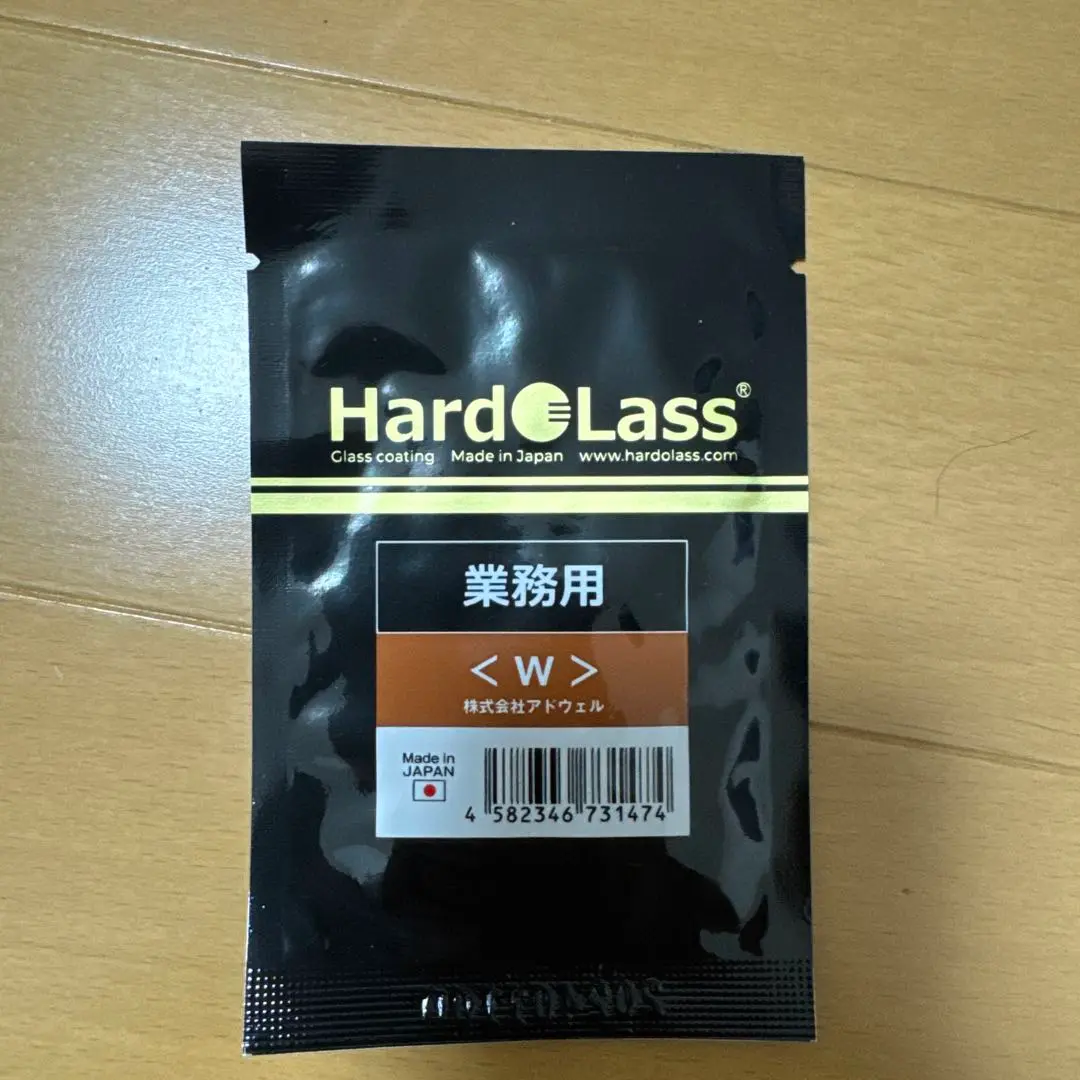 HardOLass®
Glass coating Made in Japan www.hardolass.com
業務用
＜W＞
株式会社アドウェル
Made in
JAPAN
4 582346 731474